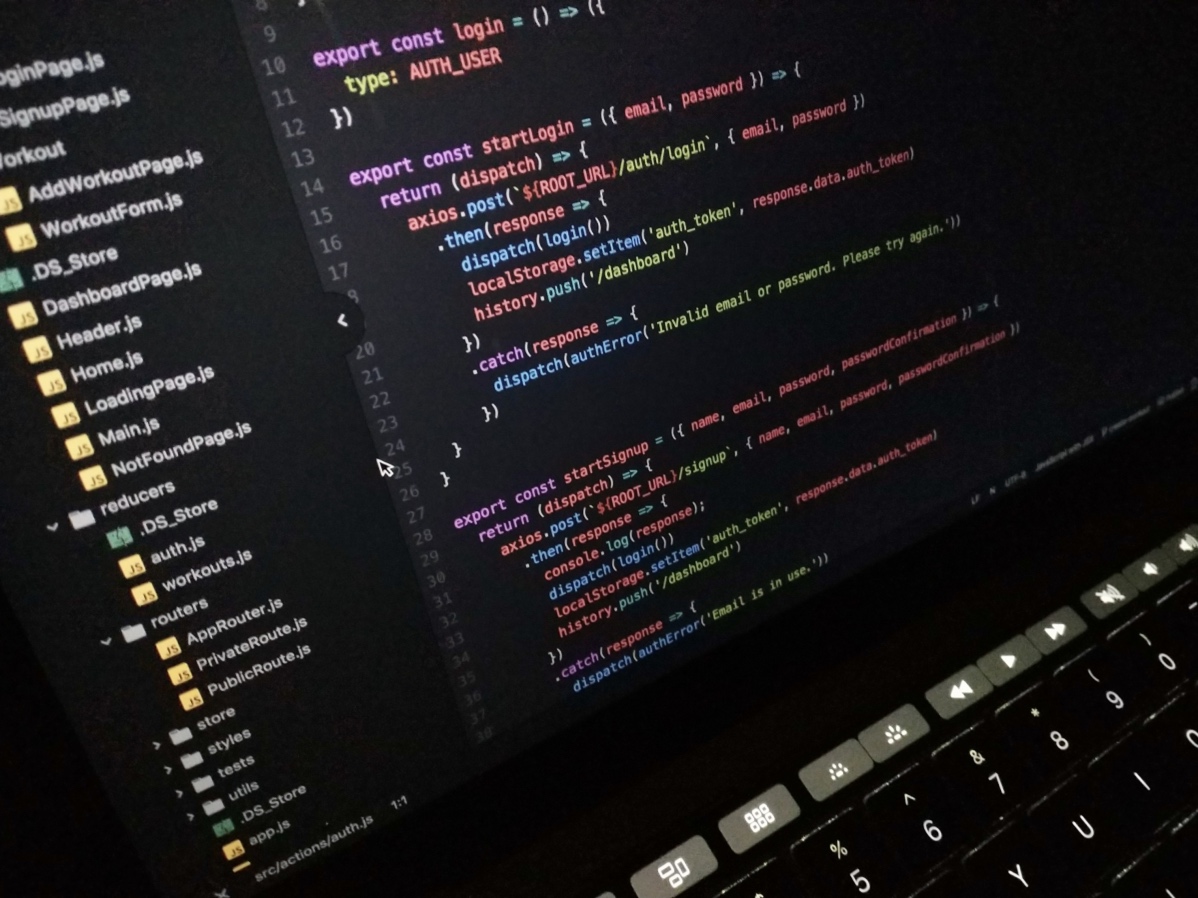 oginPage.js
SignupPage.js
orkout
AddWorkoutPage.js
WorkoutForm.js
.DS_Store
DashboardPage.js
Header.js
Home.js
LoadingPage.js
Main.js
NotFoundPage.js
reducers
.DS_Store
auth.js
workouts.js
routers
AppRouter.js
PrivateRoute.js
PublicRoute.js
store
styles
tests
utils
.DS_Store
app.js
src/actions/auth.js 1:1
8
9
10
11
12
13
14
15
16
17
20
21
22
23
24
25
26
27
28
29
30
31
32
33
34
35
36
37
38
export const login = () => ({
type: AUTH_USER
})
export const startLogin = ({ email, password }) => {
return (dispatch) => {
axios.post(`${ROOT_URL}/auth/login`, { email, password })
.then(response => {
dispatch(login())
localStorage.setItem('auth_token', response.data.auth_token)
history.push('/dashboard')
})
.catch(response => {
dispatch(authError('Invalid email or password. Please try again.'))
})
}
}
export const startSignup = ({ name, email, password, passwordConfirmation }) => {
return (dispatch) => {
axios.post(`${ROOT_URL}/signup`, { name, email, password, passwordConfirmation })
.then(response => {
console.log(response);
dispatch(login())
localStorage.setItem('auth_token', response.data.auth_token)
history.push('/dashboard')
})
.catch(response => {
dispatch(authError('Email is in use.'))
LF
UTF-8
JS
% 5
^ 6
& 7
* 8
( 9
) 0
Y
U
I